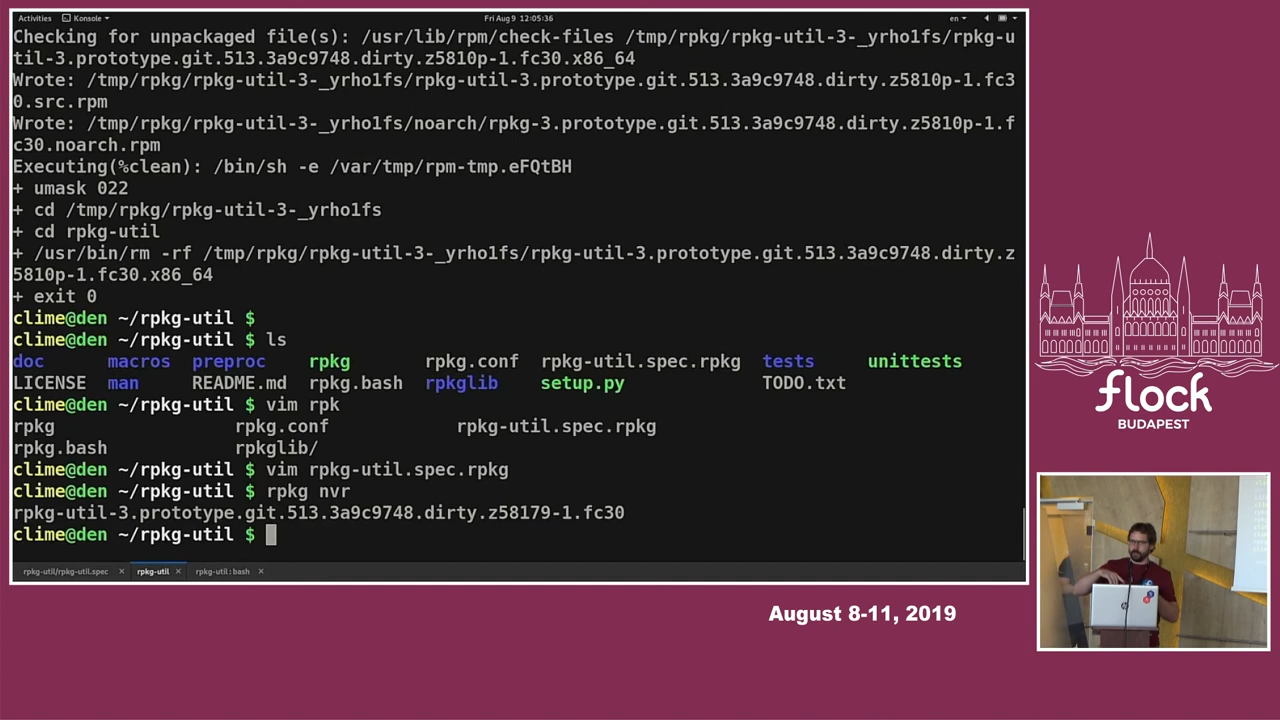 Activities Konsole Fri Aug 9 12:05:36 en
Checking for unpackaged file(s): /usr/lib/rpm/check-files /tmp/rpkg/rpkg-util-3-_yrho1fs/rpkg-u
til-3.prototype.git.513.3a9c9748.dirty.z5810p-1.fc30.x86_64
Wrote: /tmp/rpkg/rpkg-util-3-_yrho1fs/rpkg-util-3.prototype.git.513.3a9c9748.dirty.z5810p-1.fc3
0.src.rpm
Wrote: /tmp/rpkg/rpkg-util-3-_yrho1fs/noarch/rpkg-3.prototype.git.513.3a9c9748.dirty.z5810p-1.f
c30.noarch.rpm
Executing(%clean): /bin/sh -e /var/tmp/rpm-tmp.eFQtBH
+ umask 022
+ cd /tmp/rpkg/rpkg-util-3-_yrho1fs
+ cd rpkg-util
+ /usr/bin/rm -rf /tmp/rpkg/rpkg-util-3-_yrho1fs/rpkg-util-3.prototype.git.513.3a9c9748.dirty.z
5810p-1.fc30.x86_64
+ exit 0
clime@den ~/rpkg-util $
clime@den ~/rpkg-util $ ls
doc macros preproc rpkg rpkg.conf rpkg-util.spec.rpkg tests unittests
LICENSE man README.md rpkg.bash rpkglib setup.py TODO.txt
clime@den ~/rpkg-util $ vim rpk
rpkg rpkg.conf rpkg-util.spec.rpkg
rpkg.bash rpkglib/
clime@den ~/rpkg-util $ vim rpkg-util.spec.rpkg
clime@den ~/rpkg-util $ rpkg nvr
rpkg-util-3.prototype.git.513.3a9c9748.dirty.z58179-1.fc30
clime@den ~/rpkg-util $
rpkg-util/rpkg-util.spec rpkg-util rpkg-util : bash
flock
BUDAPEST
August 8-11, 2019